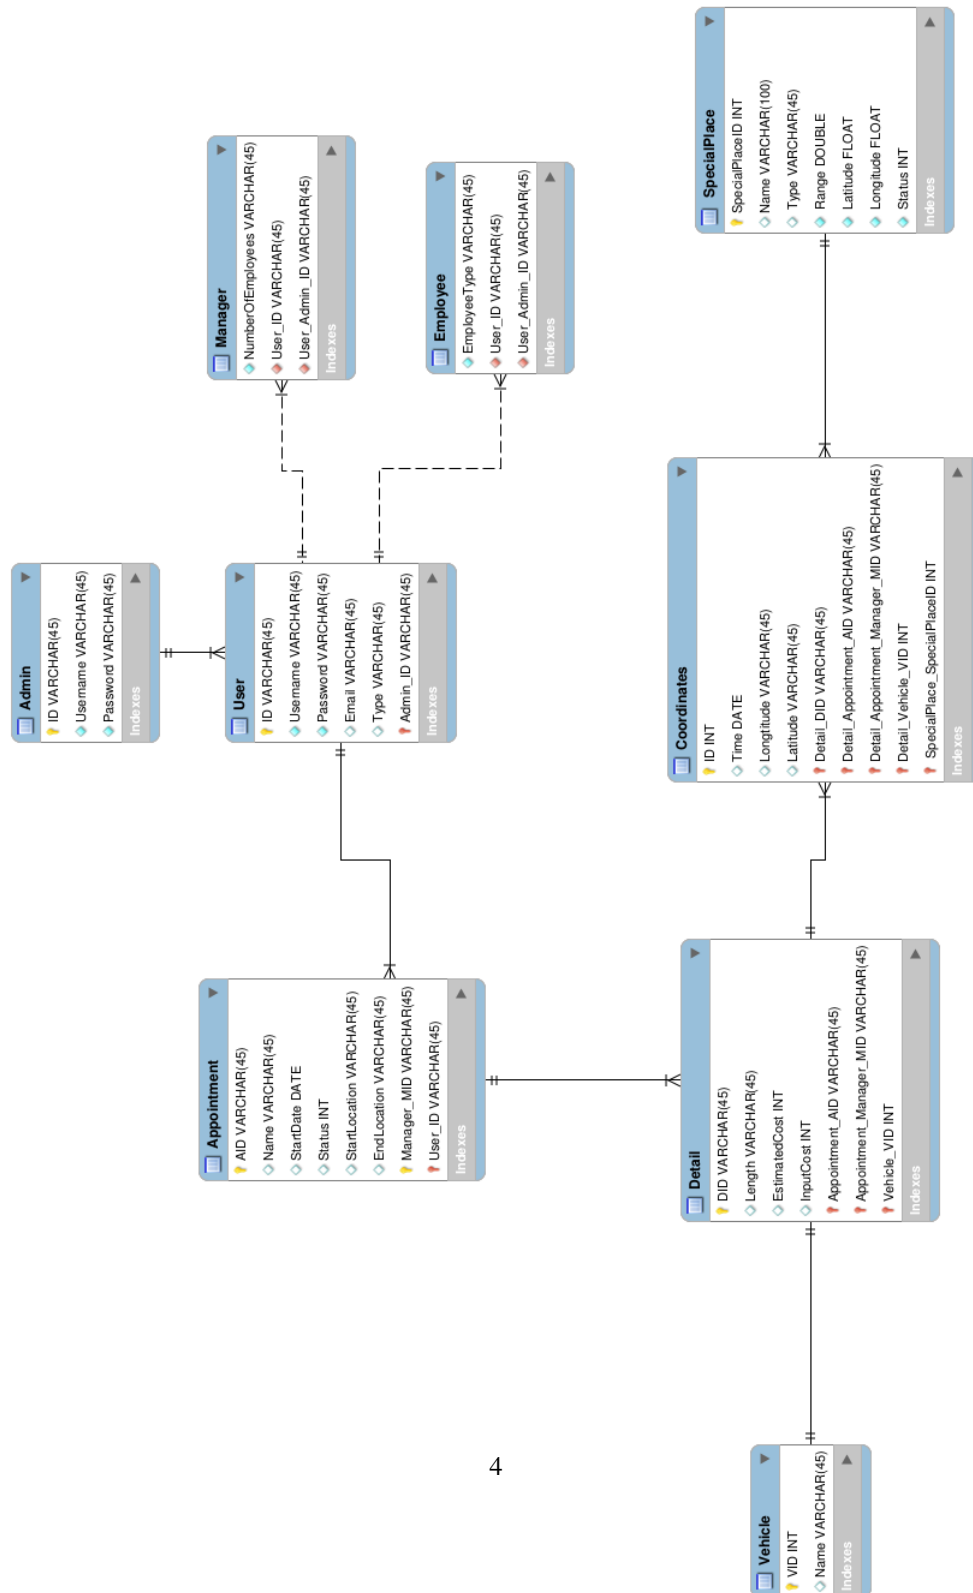 Admin
ID VARCHAR(45)
Username VARCHAR(45)
Password VARCHAR(45)
Indexes
User
ID VARCHAR(45)
Username VARCHAR(45)
Password VARCHAR(45)
Email VARCHAR(45)
Type VARCHAR(45)
Admin_ID VARCHAR(45)
Indexes
Manager
NumberOfEmployees VARCHAR(45)
User_ID VARCHAR(45)
User_Admin_ID VARCHAR(45)
Indexes
Employee
EmployeeType VARCHAR(45)
User_ID VARCHAR(45)
User_Admin_ID VARCHAR(45)
Indexes
Appointment
AID VARCHAR(45)
Name VARCHAR(45)
StartDate DATE
Status INT
StartLocation VARCHAR(45)
EndLocation VARCHAR(45)
Manager_MID VARCHAR(45)
User_ID VARCHAR(45)
Indexes
Vehicle
VID INT
Name VARCHAR(45)
Indexes
Detail
DID VARCHAR(45)
Length VARCHAR(45)
EstimatedCost INT
InputCost INT
Appointment_AID VARCHAR(45)
Appointment_Manager_MID VARCHAR(45)
Vehicle_VID INT
Indexes
Coordinates
ID INT
Time DATE
Longtitude VARCHAR(45)
Latitude VARCHAR(45)
Detail_DID VARCHAR(45)
Detail_Appointment_AID VARCHAR(45)
Detail_Appointment_Manager_MID VARCHAR(45)
Detail_Vehicle_VID INT
SpecialPlace_SpecialPlaceID INT
Indexes
SpecialPlace
SpecialPlaceID INT
Name VARCHAR(100)
Type VARCHAR(45)
Range DOUBLE
Latitude FLOAT
Longitude FLOAT
Status INT
Indexes
4